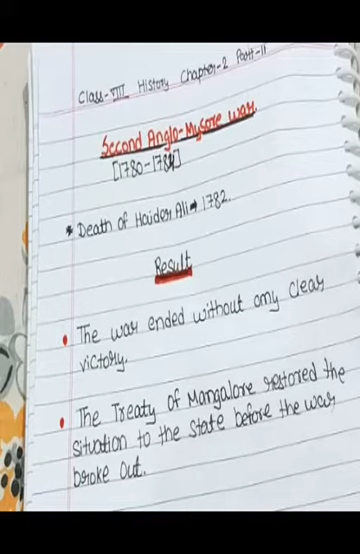 Class-VIII History Chapter-2 Part-II
Second Anglo-Mysore war
[1780-1784]
* Death of Haider Ali → 1782.
Result
• The war ended without any clear
victory.
• The Treaty of Mangalore restored the
situation to the state before the war
broke out.